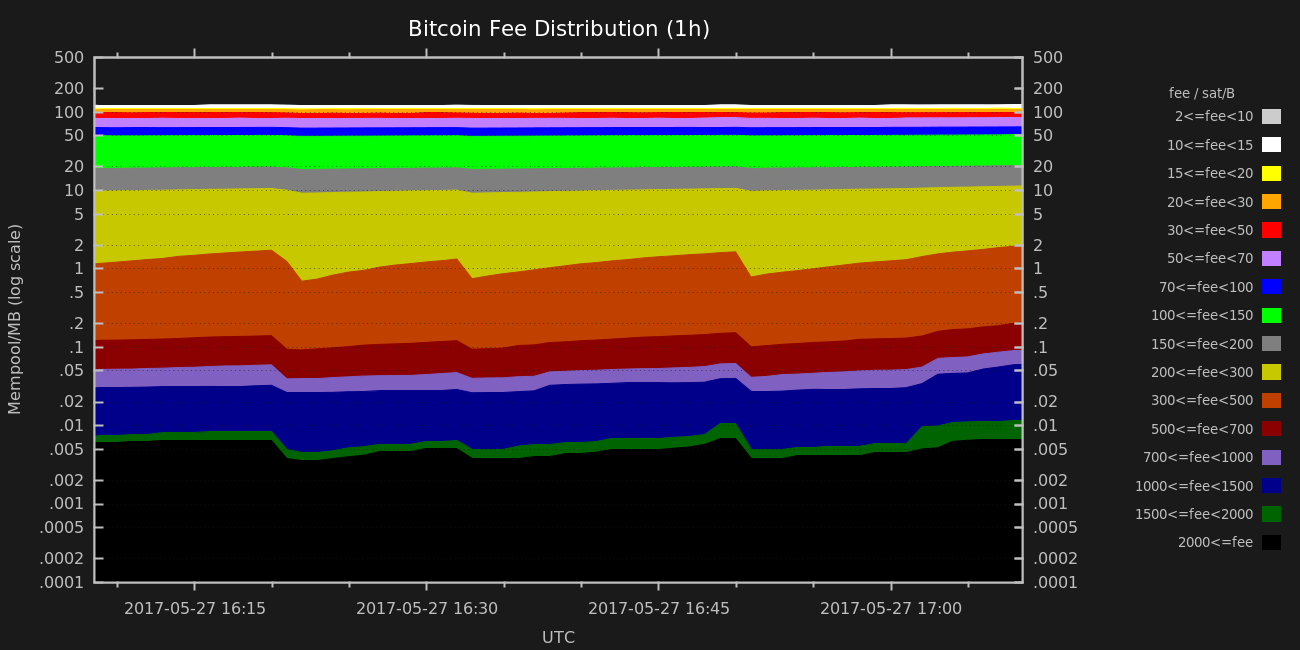 Bitcoin Fee Distribution (1h)
Mempool/MB (log scale)
500
200
100
50
20
10
5
2
1
.5
.2
.1
.05
.02
.01
.005
.002
.001
.0005
.0002
.0001
500
200
100
50
20
10
5
2
1
.5
.2
.1
.05
.02
.01
.005
.002
.001
.0005
.0002
.0001
fee / sat/B
2<=fee<10
10<=fee<15
15<=fee<20
20<=fee<30
30<=fee<50
50<=fee<70
70<=fee<100
100<=fee<150
150<=fee<200
200<=fee<300
300<=fee<500
500<=fee<700
700<=fee<1000
1000<=fee<1500
1500<=fee<2000
2000<=fee
2017-05-27 16:15 2017-05-27 16:30 2017-05-27 16:45 2017-05-27 17:00
UTC